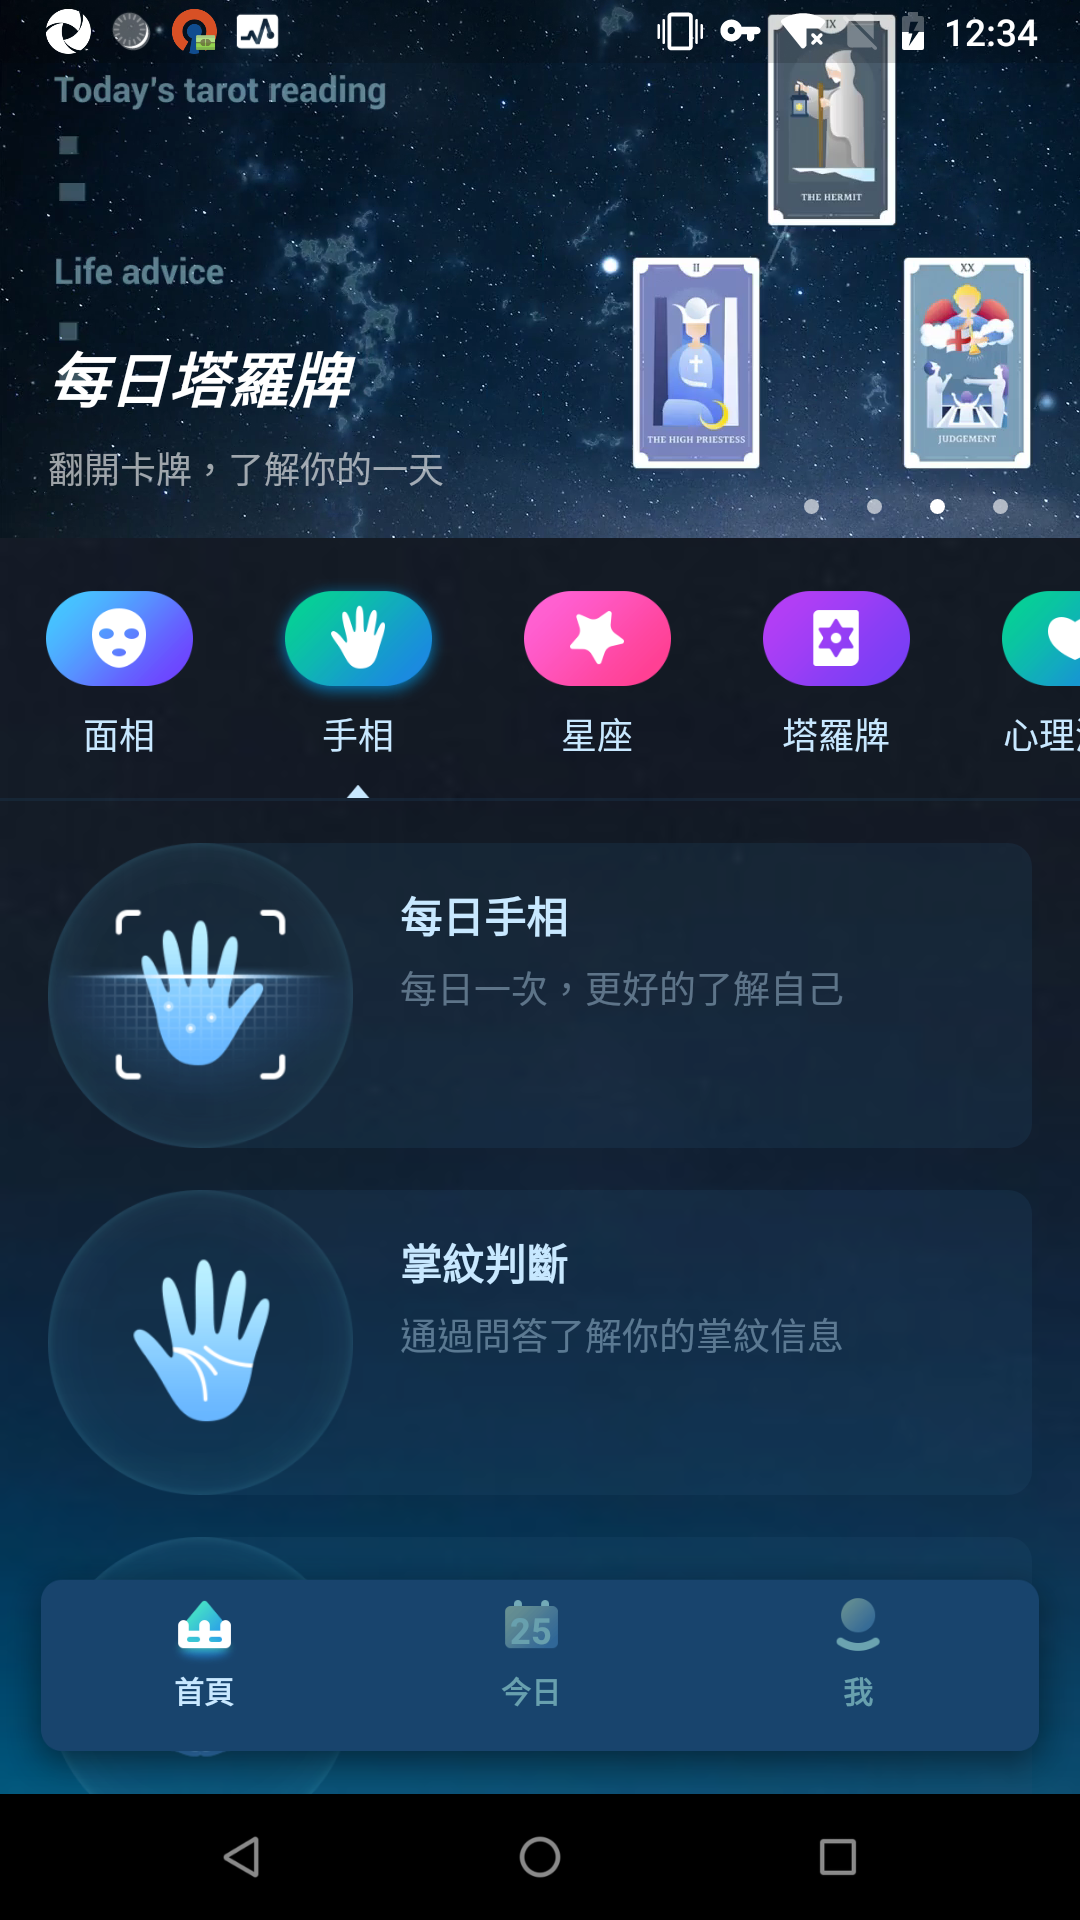 12:34
Today's tarot reading
IX
THE HERMIT
Life advice
II
XX
每日塔羅牌
THE HIGH PRIESTESS
JUDGEMENT
翻開卡牌，了解你的一天
面相
手相
星座
塔羅牌
心理
每日手相
每日一次，更好的了解自己
掌紋判斷
通過問答了解你的掌紋信息
25
首頁
今日
我